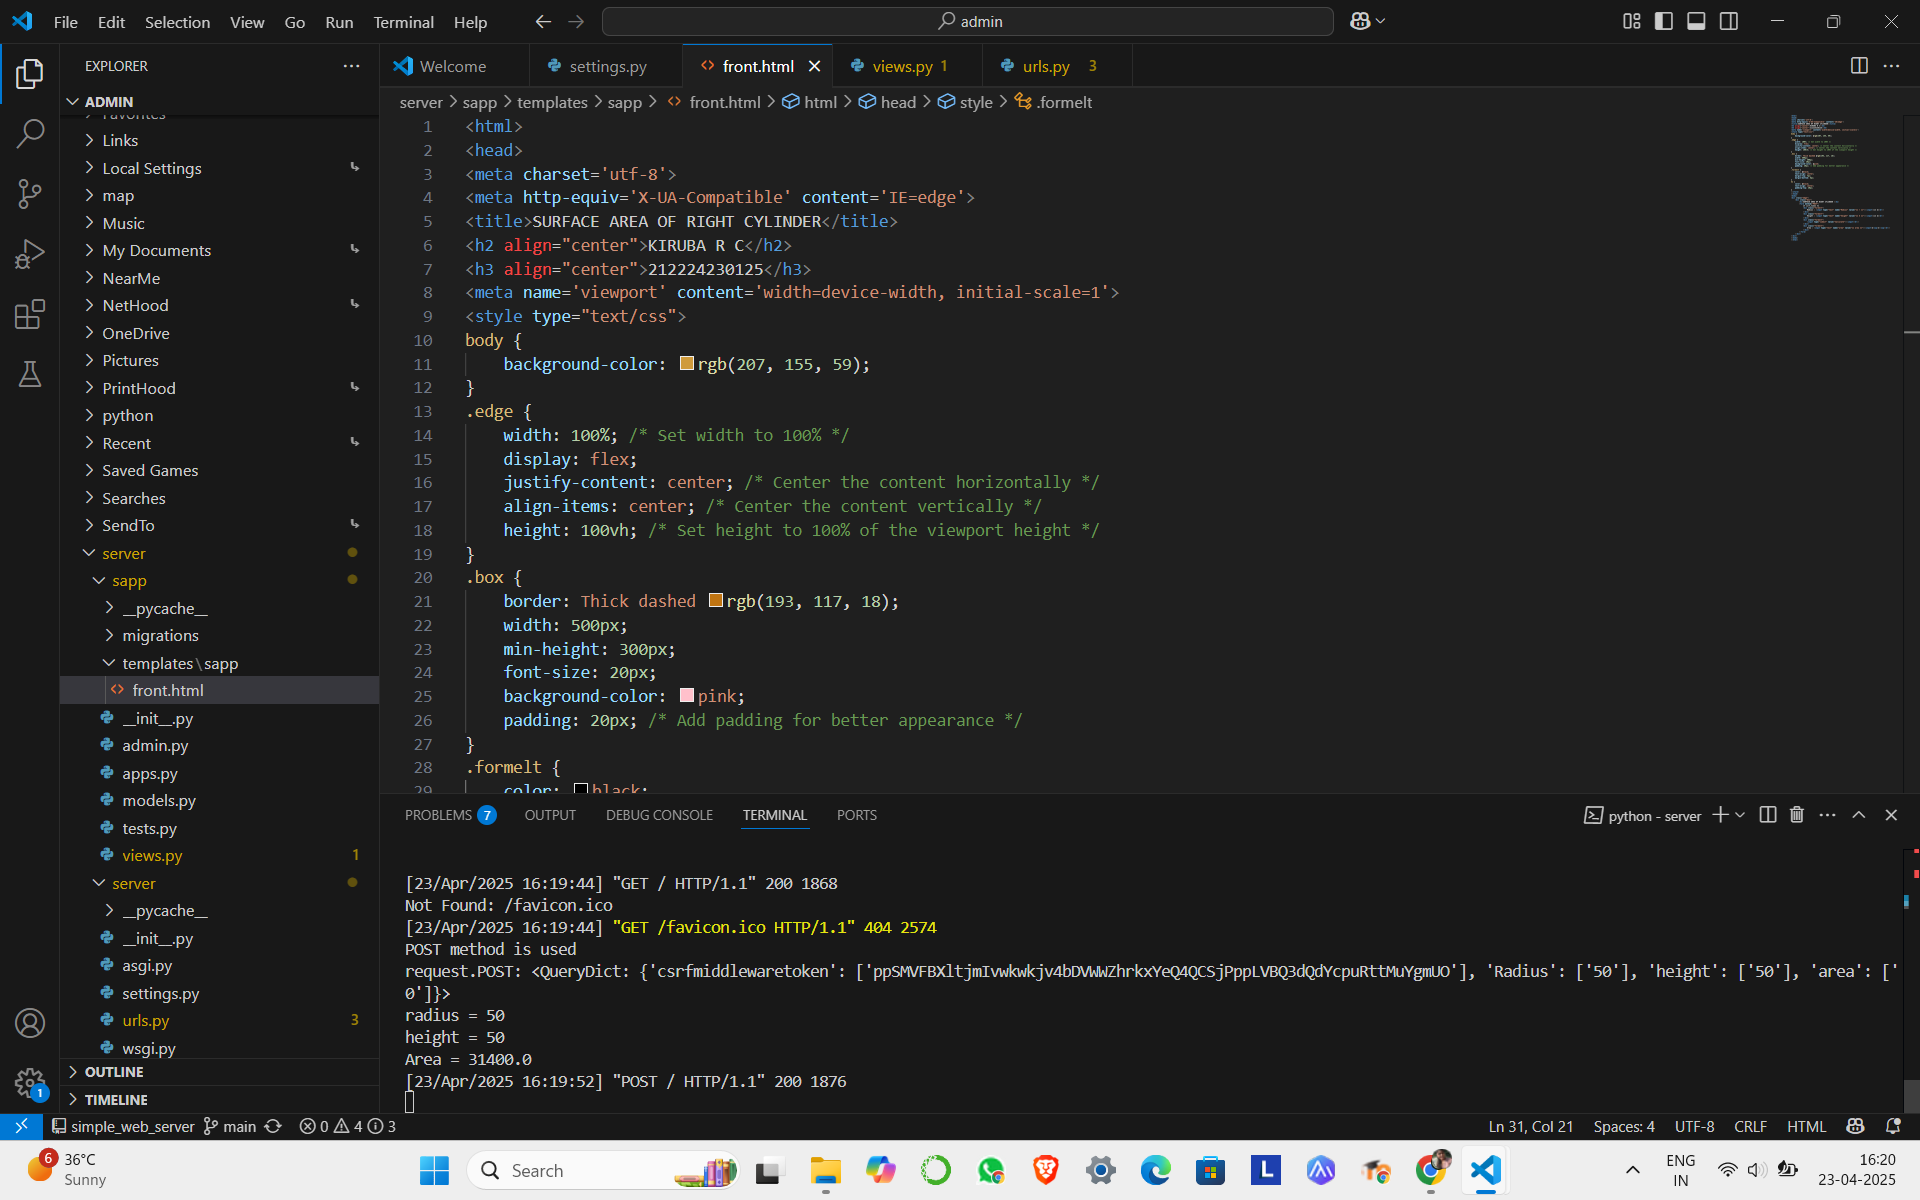 File Edit Selection View Go Run Terminal Help
admin
EXPLORER
ADMIN
Favorites
Links
Local Settings
map
Music
My Documents
NearMe
NetHood
OneDrive
Pictures
PrintHood
python
Recent
Saved Games
Searches
SendTo
server
sapp
__pycache__
migrations
templates\sapp
front.html
__init__.py
admin.py
apps.py
models.py
tests.py
views.py 1
server
__pycache__
__init__.py
asgi.py
settings.py
urls.py 3
wsgi.py
OUTLINE
TIMELINE
1
Welcome settings.py front.html views.py 1 urls.py 3
server > sapp > templates > sapp > front.html > html > head > style > .formelt
1 <html>
2 <head>
3 <meta charset='utf-8'>
4 <meta http-equiv='X-UA-Compatible' content='IE=edge'>
5 <title>SURFACE AREA OF RIGHT CYLINDER</title>
6 <h2 align="center">KIRUBA R C</h2>
7 <h3 align="center">212224230125</h3>
8 <meta name='viewport' content='width=device-width, initial-scale=1'>
9 <style type="text/css">
10 body {
11 background-color: rgb(207, 155, 59);
12 }
13 .edge {
14 width: 100%; /* Set width to 100% */
15 display: flex;
16 justify-content: center; /* Center the content horizontally */
17 align-items: center; /* Center the content vertically */
18 height: 100vh; /* Set height to 100% of the viewport height */
19 }
20 .box {
21 border: Thick dashed rgb(193, 117, 18);
22 width: 500px;
23 min-height: 300px;
24 font-size: 20px;
25 background-color: pink;
26 padding: 20px; /* Add padding for better appearance */
27 }
28 .formelt {
29 color: black;
PROBLEMS 7 OUTPUT DEBUG CONSOLE TERMINAL PORTS
python - server
[23/Apr/2025 16:19:44] "GET / HTTP/1.1" 200 1868
Not Found: /favicon.ico
[23/Apr/2025 16:19:44] "GET /favicon.ico HTTP/1.1" 404 2574
POST method is used
request.POST: <QueryDict: {'csrfmiddlewaretoken': ['ppSMVFBXltjmIvwkwkjv4bDVWWZhrkxYeQ4QCSjPppLVBQ3dQdYcpuRttMuYgmUO'], 'Radius': ['50'], 'height': ['50'], 'area': ['
0']}>
radius = 50
height = 50
Area = 31400.0
[23/Apr/2025 16:19:52] "POST / HTTP/1.1" 200 1876
simple_web_server main 0 4 3
Ln 31, Col 21 Spaces: 4 UTF-8 CRLF HTML
6
36°C
Sunny
Search
L
ENG
IN
16:20
23-04-2025